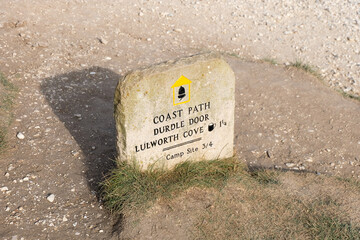 COAST PATH
DURDLE DOOR
LULWORTH COVE 1¼
Camp Site 3/4